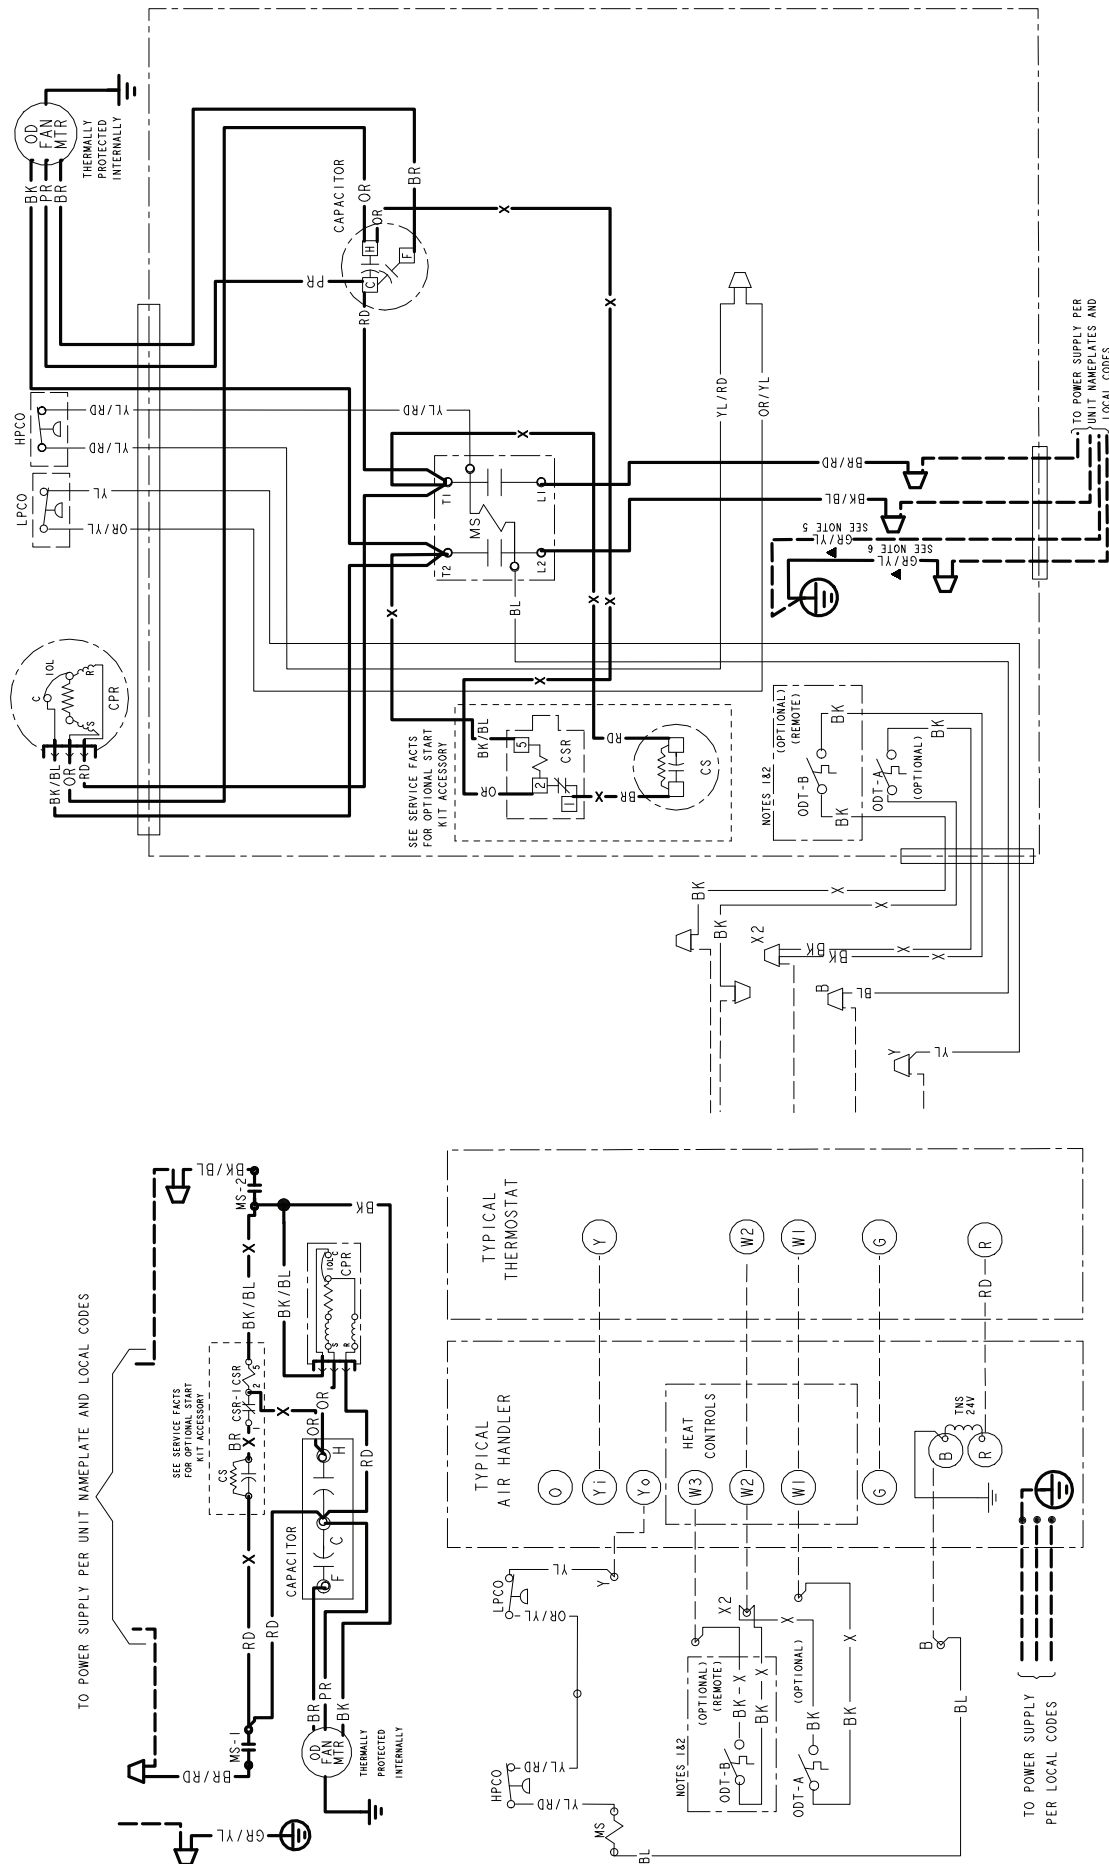 OD
FAN
MTR
THERMALLY
PROTECTED
INTERNALLY
BK
PR
BR
CAPACITOR
OR
OR
BR
H
F
C
PR
RD
X
X
HPCO
YL/RD
YL/RD
YL/RD
LPCO
YL
OR/YL
YL/RD
OR/YL
TO POWER SUPPLY PER
UNIT NAMEPLATES AND
LOCAL CODES
X
T1
L1
MS
T2
L2
BR/RD
BK/BL
SEE NOTE 5
GR/YL
SEE NOTE 6
GR/YL
X
BL
X
X
X
C
IOL
R
S
CPR
BK/BL
OR
RD
SEE SERVICE FACTS
FOR OPTIONAL START
KIT ACCESSORY
BK/BL
5
CSR
OR
2
1
X
BR
RD
CS
NOTES 1&2
(OPTIONAL)
(REMOTE)
BK
ODT-B
BK
BK
ODT-A
(OPTIONAL)
BK
X
BK
X
X2
BK
X
BK
X
B
BL
Y
YL
TO POWER SUPPLY PER UNIT NAMEPLATE AND LOCAL CODES
BK/BL
MS-2
X
BK
BK/BL
BK/BL
IOL
C
CPR
S
R
SEE SERVICE FACTS
FOR OPTIONAL START
KIT ACCESSORY
CSR
5
2
CSR-1
1
X
BR
X
CS
OR
OR
H
RD
CAPACITOR
C
F
X
RD
RD
MS-1
BR/RD
BR
PR
BK
OD
FAN
MTR
THERMALLY
PROTECTED
INTERNALLY
GR/YL
TYPICAL
THERMOSTAT
Y
W2
W1
G
R
RD
TYPICAL
AIR HANDLER
HEAT
CONTROLS
TNS
24V
O
Yi
Yo
W3
W2
W1
G
B
R
LPCO
YL
Y
OR/YL
X2
X
X
B
NOTES 1&2
(OPTIONAL)
(REMOTE)
BK
X
BK
X
ODT-B
(OPTIONAL)
BK
BK
ODT-A
HPCO
YL/RD
YL/RD
MS
BL
BL
TO POWER SUPPLY
PER LOCAL CODES